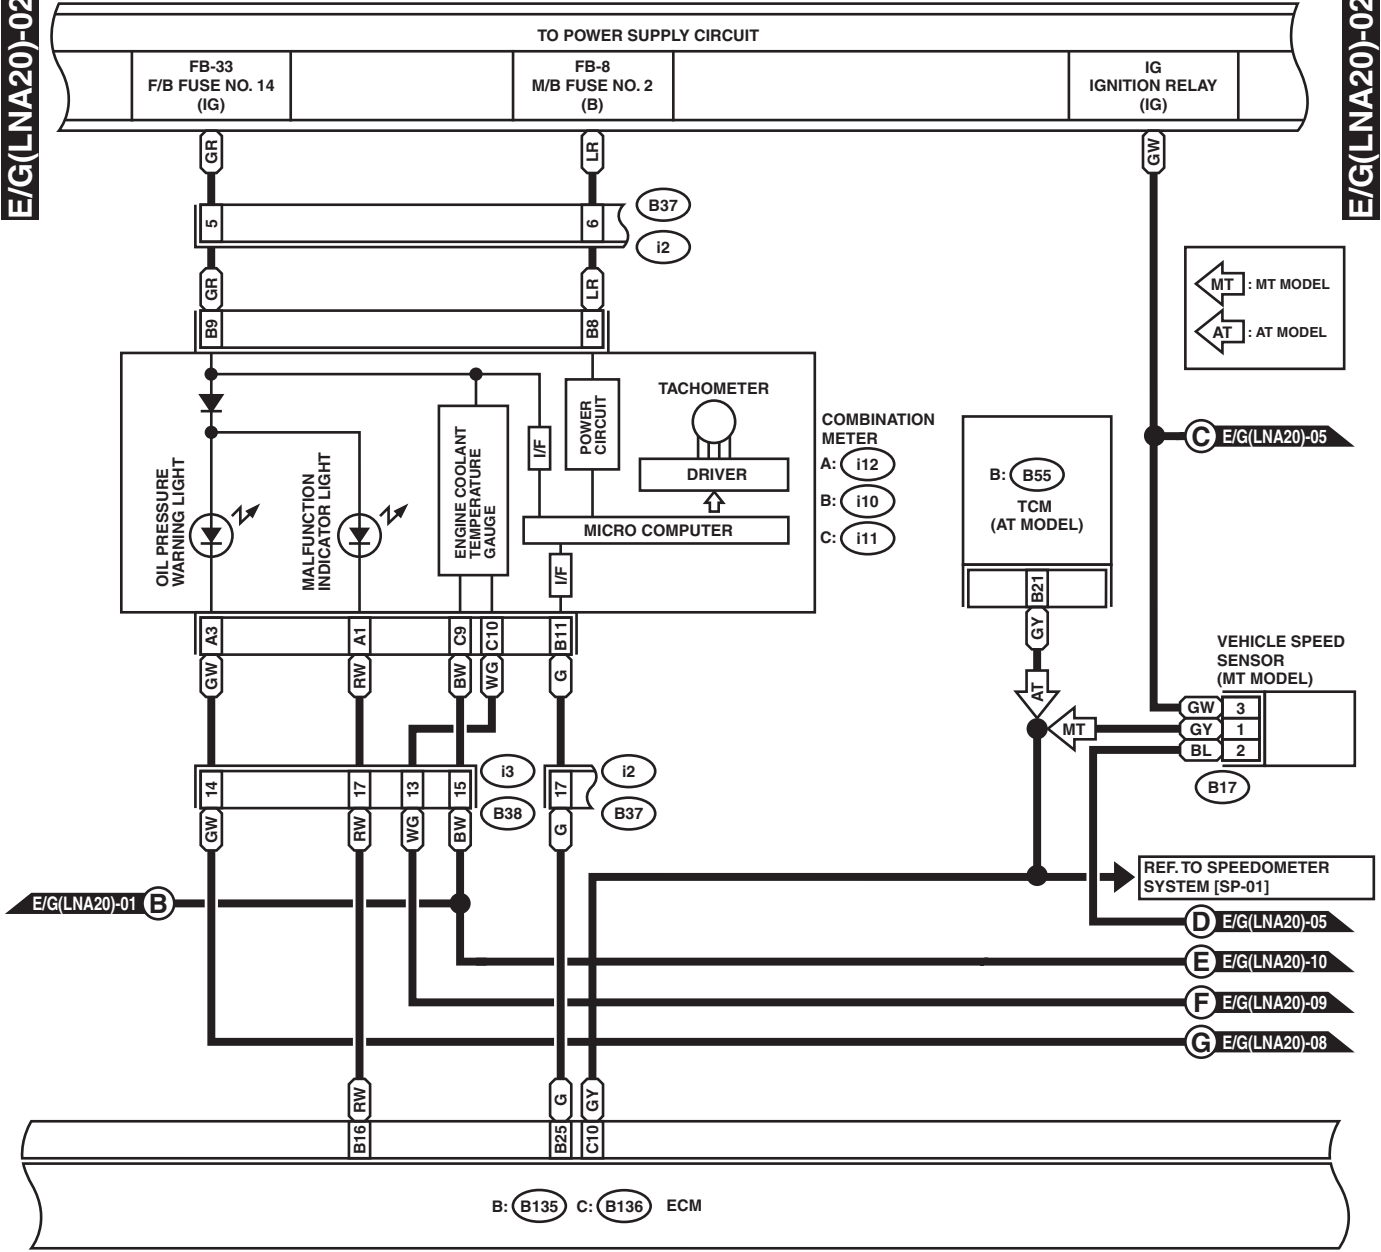 E/G(LNA20)-02
E/G(LNA20)-02
TO POWER SUPPLY CIRCUIT
FB-33
F/B FUSE NO. 14
(IG)
FB-8
M/B FUSE NO. 2
(B)
IG
IGNITION RELAY
(IG)
GR
LR
GW
5
6
B37
i2
GR
LR
B9
B8
MT : MT MODEL
AT : AT MODEL
TACHOMETER
POWER
CIRCUIT
I/F
DRIVER
MICRO COMPUTER
I/F
OIL PRESSURE
WARNING LIGHT
MALFUNCTION
INDICATOR LIGHT
ENGINE COOLANT
TEMPERATURE
GAUGE
COMBINATION
METER
A: i12
B: i10
C: i11
B: B55
TCM
(AT MODEL)
B21
GY
AT
MT
C E/G(LNA20)-05
VEHICLE SPEED
SENSOR
(MT MODEL)
GW 3
GY 1
BL 2
B17
A3
A1
C9
C10
B11
GW
RW
BW
WG
G
14
17
13
15
i3
B38
17
i2
B37
GW
RW
WG
BW
G
REF. TO SPEEDOMETER
SYSTEM [SP-01]
E/G(LNA20)-01 B
D E/G(LNA20)-05
E E/G(LNA20)-10
F E/G(LNA20)-09
G E/G(LNA20)-08
RW
G
GY
B16
B25
C10
B: B135 C: B136 ECM